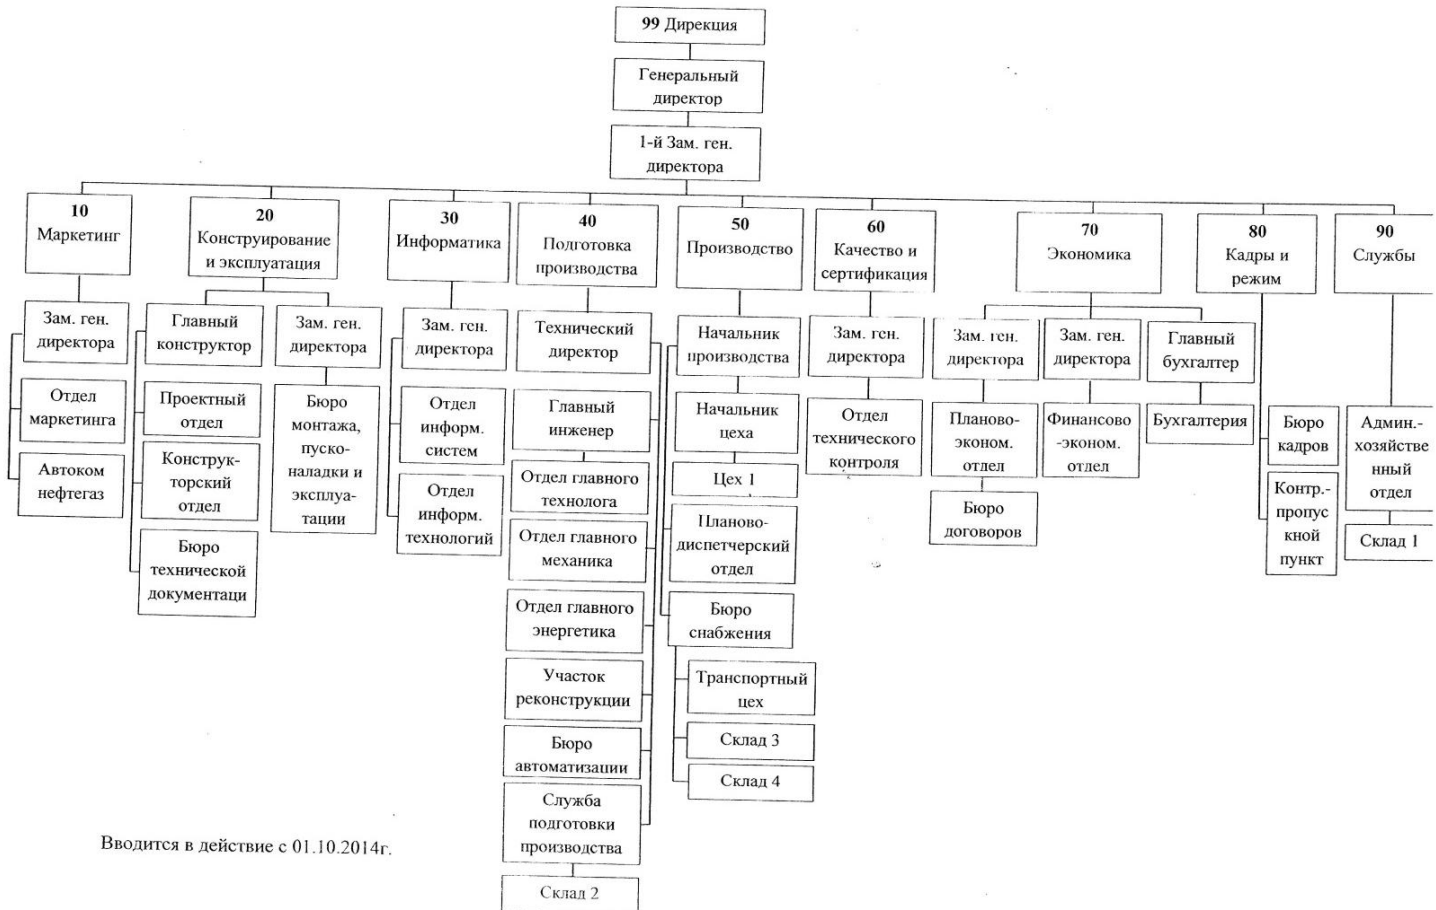 99 Дирекция
Генеральный
директор
1-й Зам. ген.
директора
10
Маркетинг
20
Конструирование
и эксплуатация
30
Информатика
40
Подготовка
производства
50
Производство
60
Качество и
сертификация
70
Экономика
80
Кадры и
режим
90
Службы
Зам. ген.
директора
Отдел
маркетинга
Автоком
нефтегаз
Главный
конструктор
Проектный
отдел
Конструк-
торский
отдел
Бюро
технической
документаци
Зам. ген.
директора
Бюро
монтажа,
пуско-
наладки и
эксплуа-
тации
Зам. ген.
директора
Отдел
информ.
систем
Отдел
информ.
технологий
Технический
директор
Главный
инженер
Отдел главного
технолога
Отдел главного
механика
Отдел главного
энергетика
Участок
реконструкции
Бюро
автоматизации
Служба
подготовки
производства
Склад 2
Начальник
производства
Начальник
цеха
Цех 1
Планово-
диспетчерский
отдел
Бюро
снабжения
Транспортный
цех
Склад 3
Склад 4
Зам. ген.
директора
Отдел
технического
контроля
Зам. ген.
директора
Планово-
эконом.
отдел
Бюро
договоров
Зам. ген.
директора
Финансово
-эконом.
отдел
Главный
бухгалтер
Бухгалтерия
Бюро
кадров
Контр.-
пропус
кной
пункт
Админ.-
хозяйстве
нный
отдел
Склад 1
Вводится в действие с 01.10.2014г.